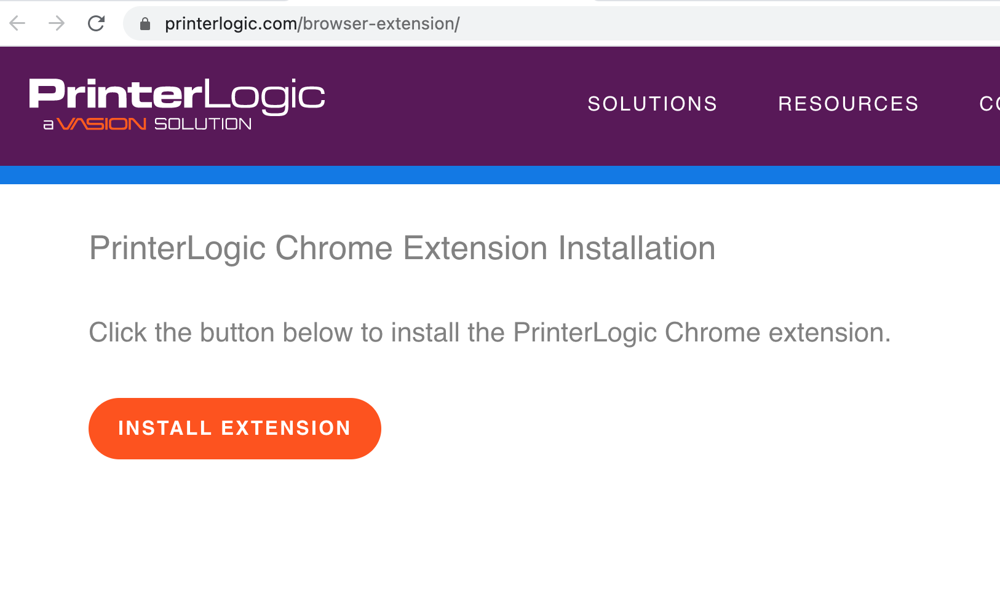 printerlogic.com/browser-extension/
PrinterLogic
a VASION SOLUTION
SOLUTIONS RESOURCES
PrinterLogic Chrome Extension Installation
Click the button below to install the PrinterLogic Chrome extension.
INSTALL EXTENSION